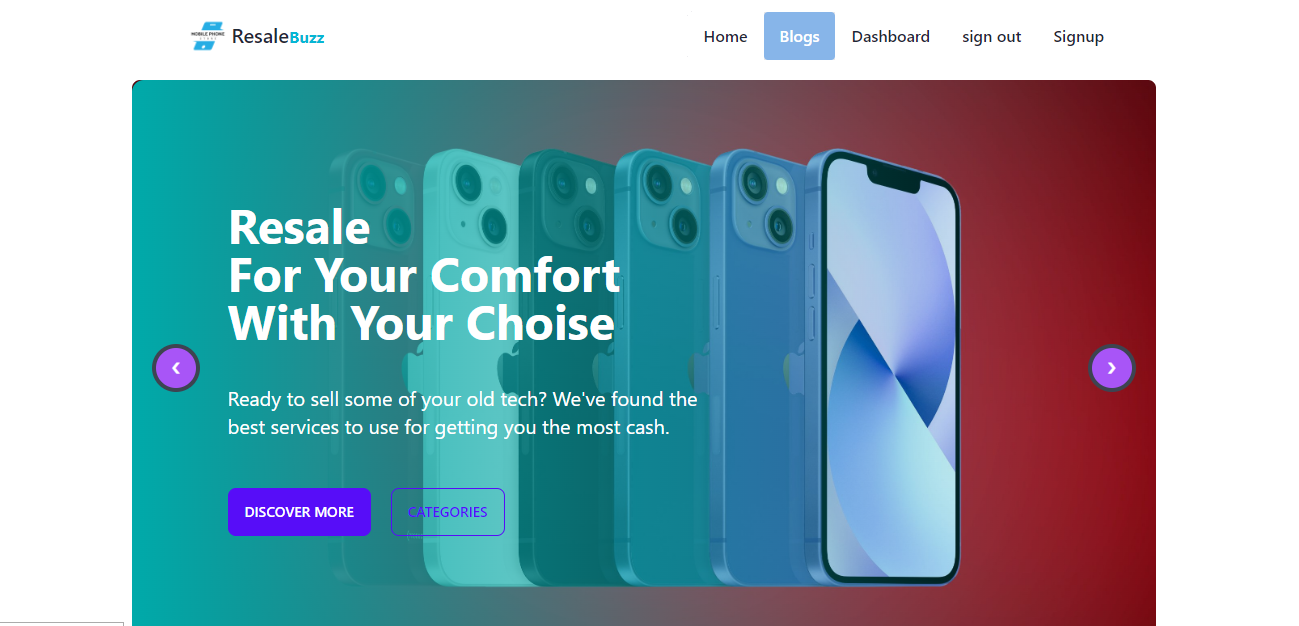 MOBILE PHONE
ResaleBuzz
Home
Blogs
Dashboard
sign out
Signup
Resale
For Your Comfort
With Your Choise
Ready to sell some of your old tech? We've found the
best services to use for getting you the most cash.
DISCOVER MORE
CATEGORIES